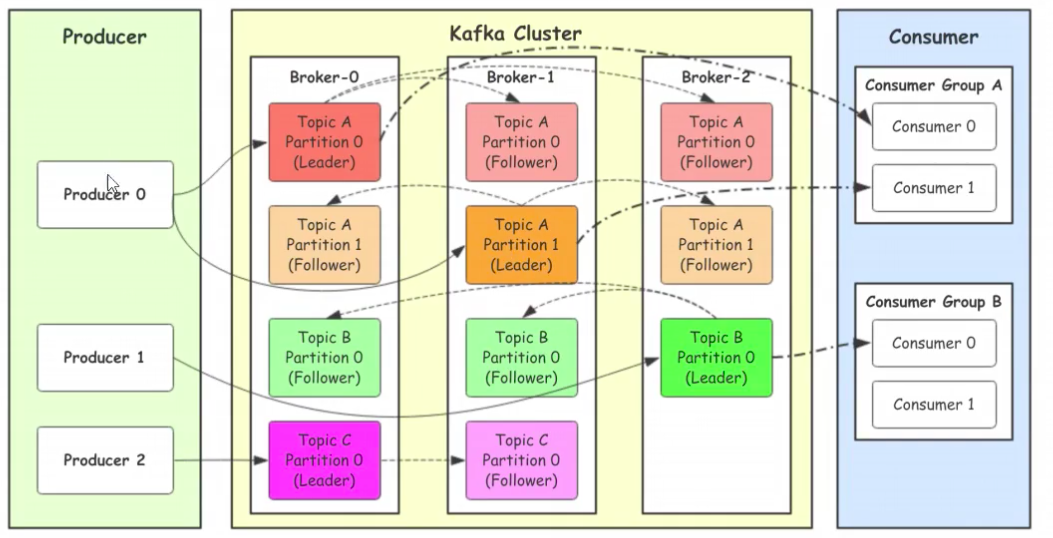 Producer
Kafka Cluster
Consumer
Producer 0
Producer 1
Producer 2
Broker-0
Topic A
Partition 0
(Leader)
Topic A
Partition 1
(Follower)
Topic B
Partition 0
(Follower)
Topic C
Partition 0
(Leader)
Broker-1
Topic A
Partition 0
(Follower)
Topic A
Partition 1
(Leader)
Topic B
Partition 0
(Follower)
Topic C
Partition 0
(Follower)
Broker-2
Topic A
Partition 0
(Follower)
Topic A
Partition 1
(Follower)
Topic B
Partition 0
(Leader)
Consumer Group A
Consumer 0
Consumer 1
Consumer Group B
Consumer 0
Consumer 1